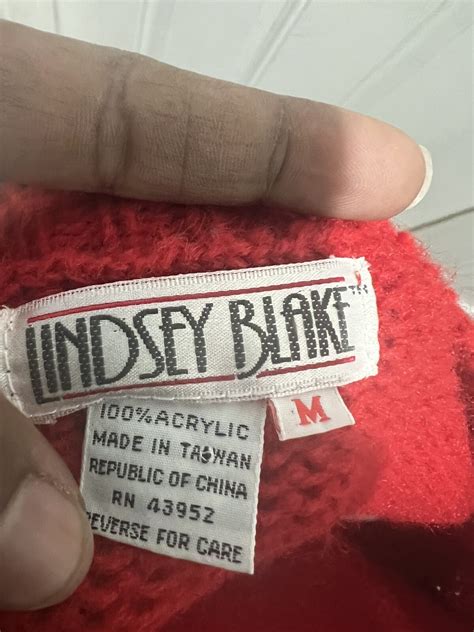 LINDSEY BLAKE™
M
100% ACRYLIC
MADE IN TAIWAN
REPUBLIC OF CHINA
RN 43952
REVERSE FOR CARE